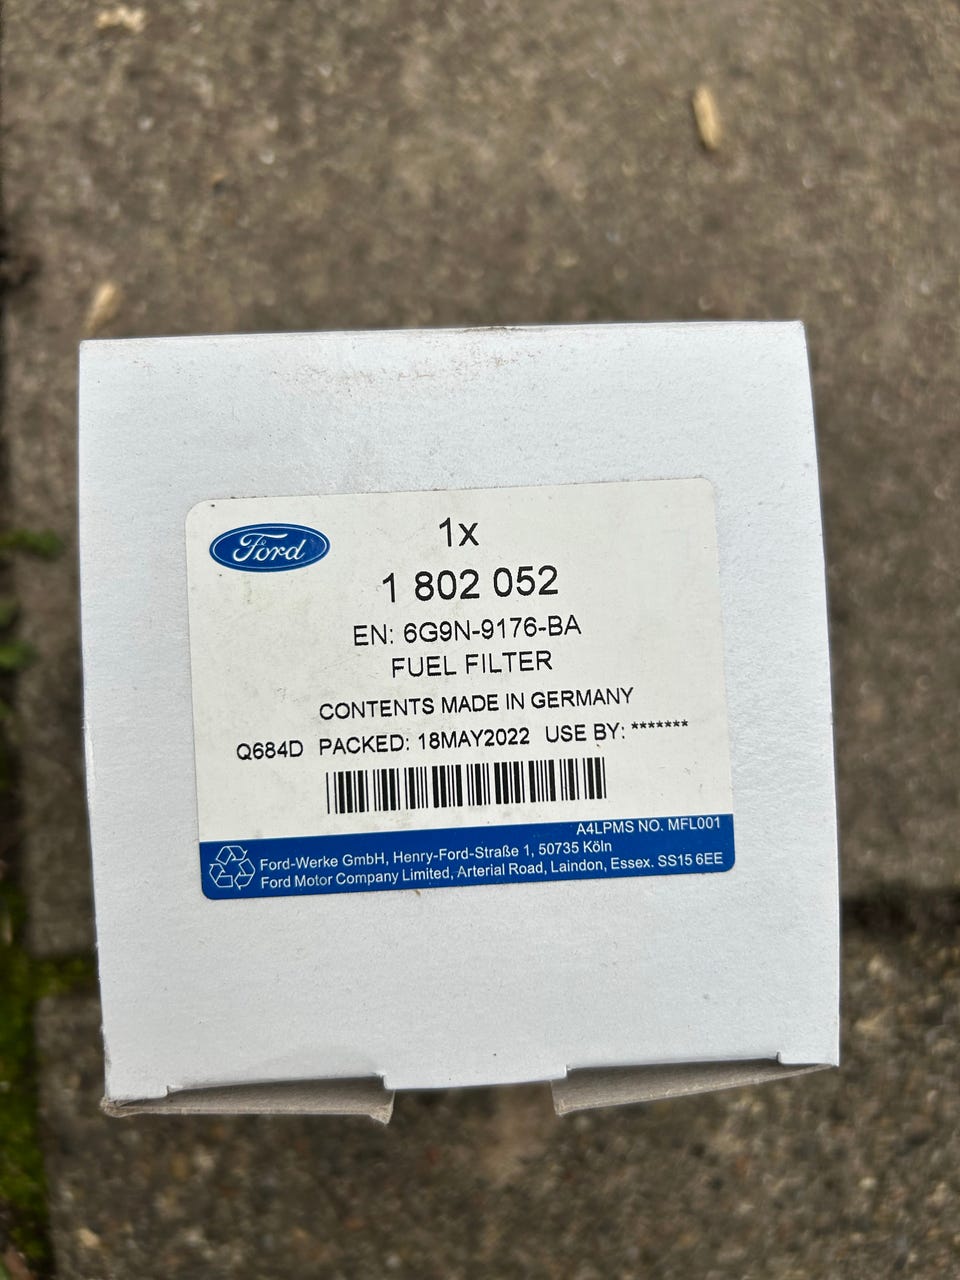 Ford
1x
1 802 052
EN: 6G9N-9176-BA
FUEL FILTER
CONTENTS MADE IN GERMANY
Q684D PACKED: 18MAY2022 USE BY: *******
A4LPMS NO. MFL001
Ford-Werke GmbH, Henry-Ford-Straße 1, 50735 Köln
Ford Motor Company Limited, Arterial Road, Laindon, Essex. SS15 6EE